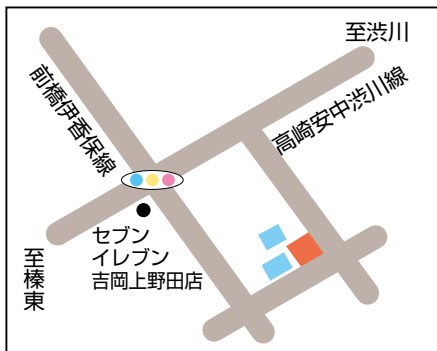 至渋川
前橋伊香保線
高崎安中渋川線
セブン
イレブン
吉岡上野田店
至榛東